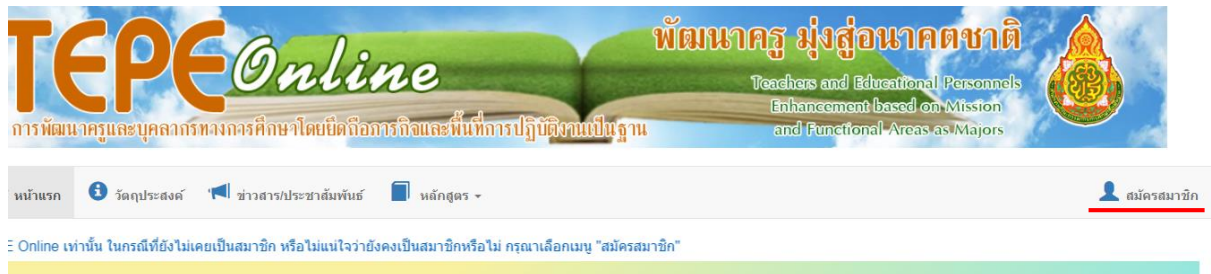 TEPE Online
การพัฒนาครูและบุคลากรทางการศึกษาโดยยึดถือภารกิจและพื้นที่การปฏิบัติงานเป็นฐาน
พัฒนาครู มุ่งสู่อนาคตชาติ
Teachers and Educational Personnels
Enhancement based on Mission
and Functional Areas as Majors
หน้าแรก วัตถุประสงค์ ข่าวสาร/ประชาสัมพันธ์ หลักสูตร สมัครสมาชิก
E Online เท่านั้น ในกรณีที่ยังไม่เคยเป็นสมาชิก หรือไม่แน่ใจว่ายังคงเป็นสมาชิกหรือไม่ กรุณาเลือกเมนู "สมัครสมาชิก"